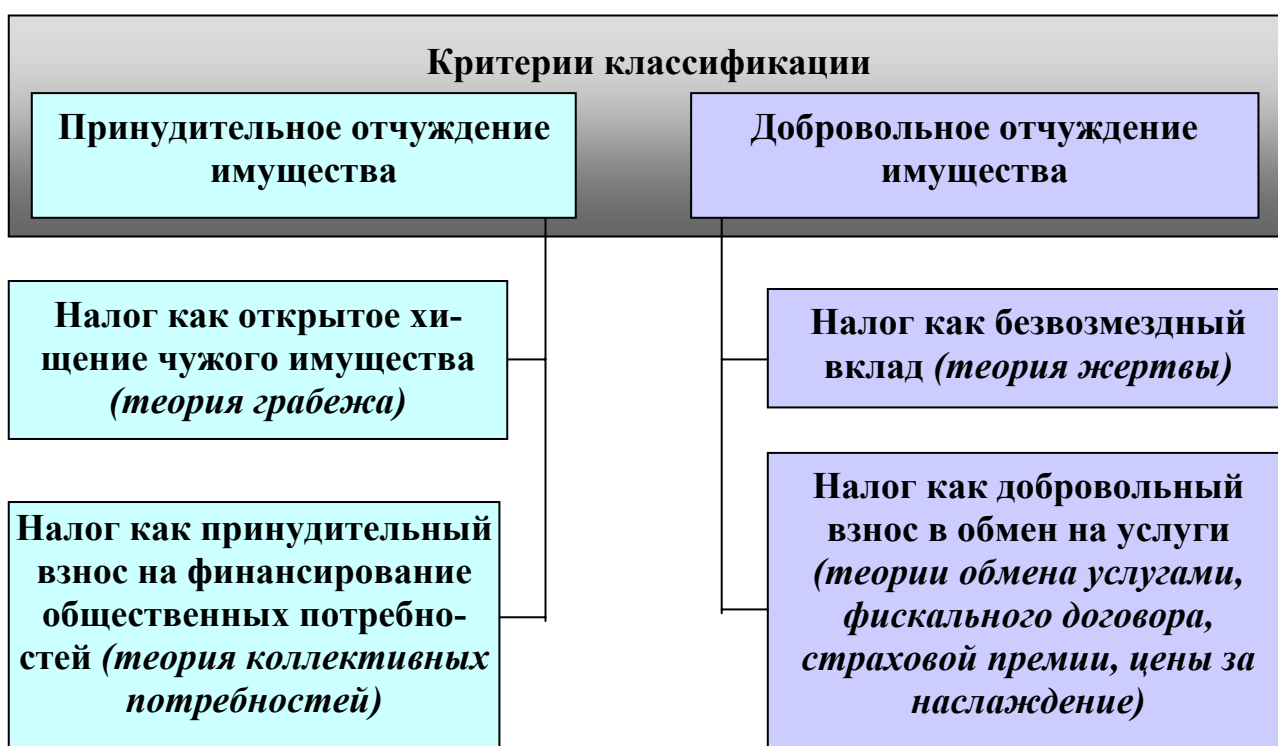 Критерии классификации
Принудительное отчуждение
имущества
Добровольное отчуждение
имущества
Налог как открытое хи-
щение чужого имущества
(теория грабежа)
Налог как безвозмездный
вклад (теория жертвы)
Налог как принудительный
взнос на финансирование
общественных потребно-
стей (теория коллективных
потребностей)
Налог как добровольный
взнос в обмен на услуги
(теории обмена услугами,
фискального договора,
страховой премии, цены за
наслаждение)